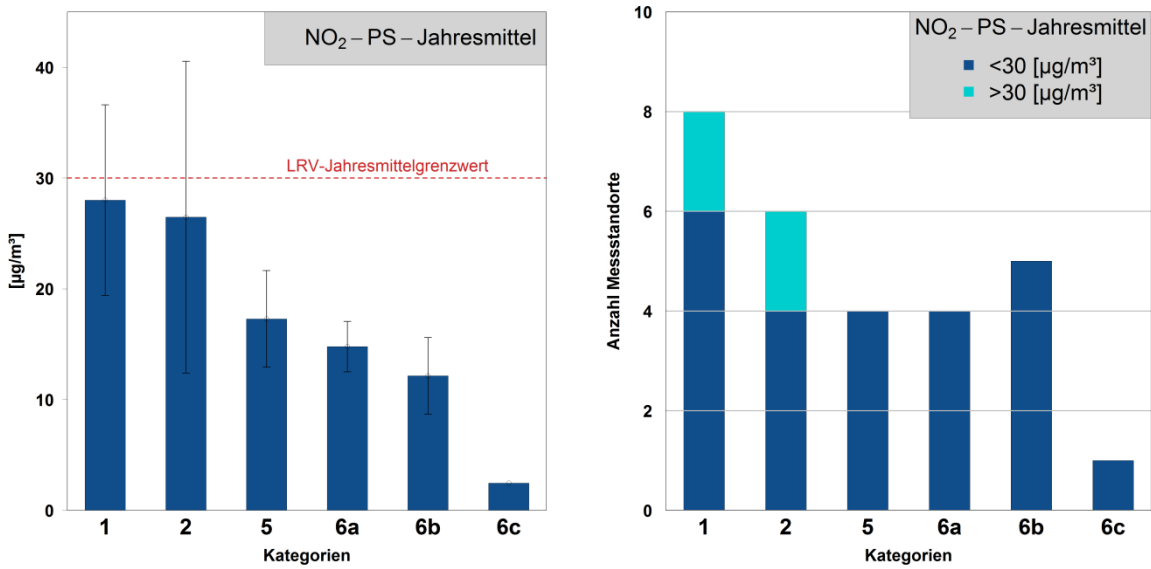 NO₂ – PS – Jahresmittel
40
30
20
10
0
[µg/m³]
LRV-Jahresmittelgrenzwert
1 2 5 6a 6b 6c
Kategorien
NO₂ – PS – Jahresmittel
<30 [µg/m³]
>30 [µg/m³]
10
8
6
4
2
0
Anzahl Messstandorte
1 2 5 6a 6b 6c
Kategorien